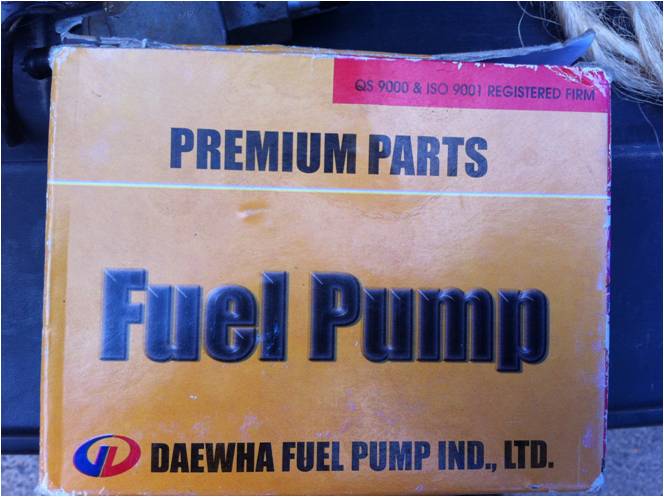 QS 9000 & ISO 9001 REGISTERED FIRM
PREMIUM PARTS
Fuel Pump
DAEWHA FUEL PUMP IND., LTD.